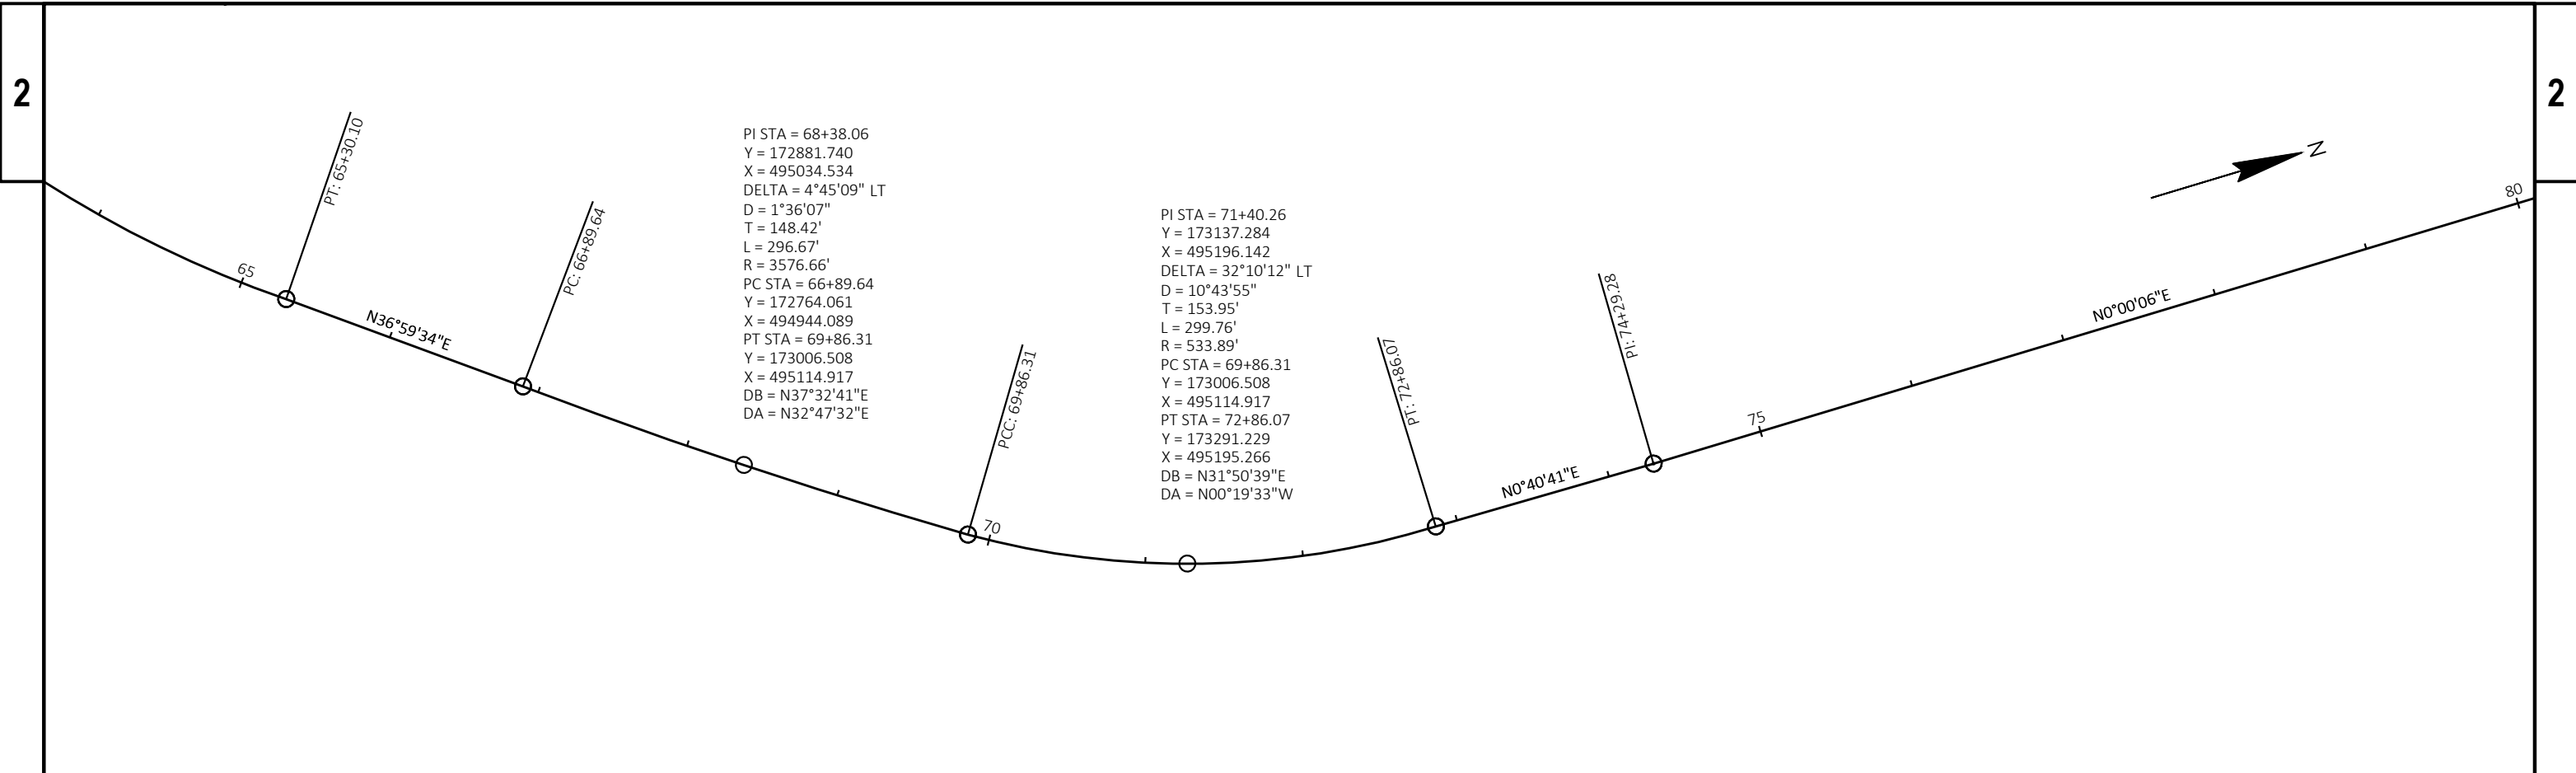 2
2
PT: 65+30.10
PC: 66+89.64
65
N36°59'34"E
PI STA = 68+38.06
Y = 172881.740
X = 495034.534
DELTA = 4°45'09" LT
D = 1°36'07"
T = 148.42'
L = 296.67'
R = 3576.66'
PC STA = 66+89.64
Y = 172764.061
X = 494944.089
PT STA = 69+86.31
Y = 173006.508
X = 495114.917
DB = N37°32'41"E
DA = N32°47'32"E
PCC: 69+86.31
70
PI STA = 71+40.26
Y = 173137.284
X = 495196.142
DELTA = 32°10'12" LT
D = 10°43'55"
T = 153.95'
L = 299.76'
R = 533.89'
PC STA = 69+86.31
Y = 173006.508
X = 495114.917
PT STA = 72+86.07
Y = 173291.229
X = 495195.266
DB = N31°50'39"E
DA = N00°19'33"W
PT: 72+86.07
N0°40'41"E
PI: 74+29.28
75
N0°00'06"E
N
80